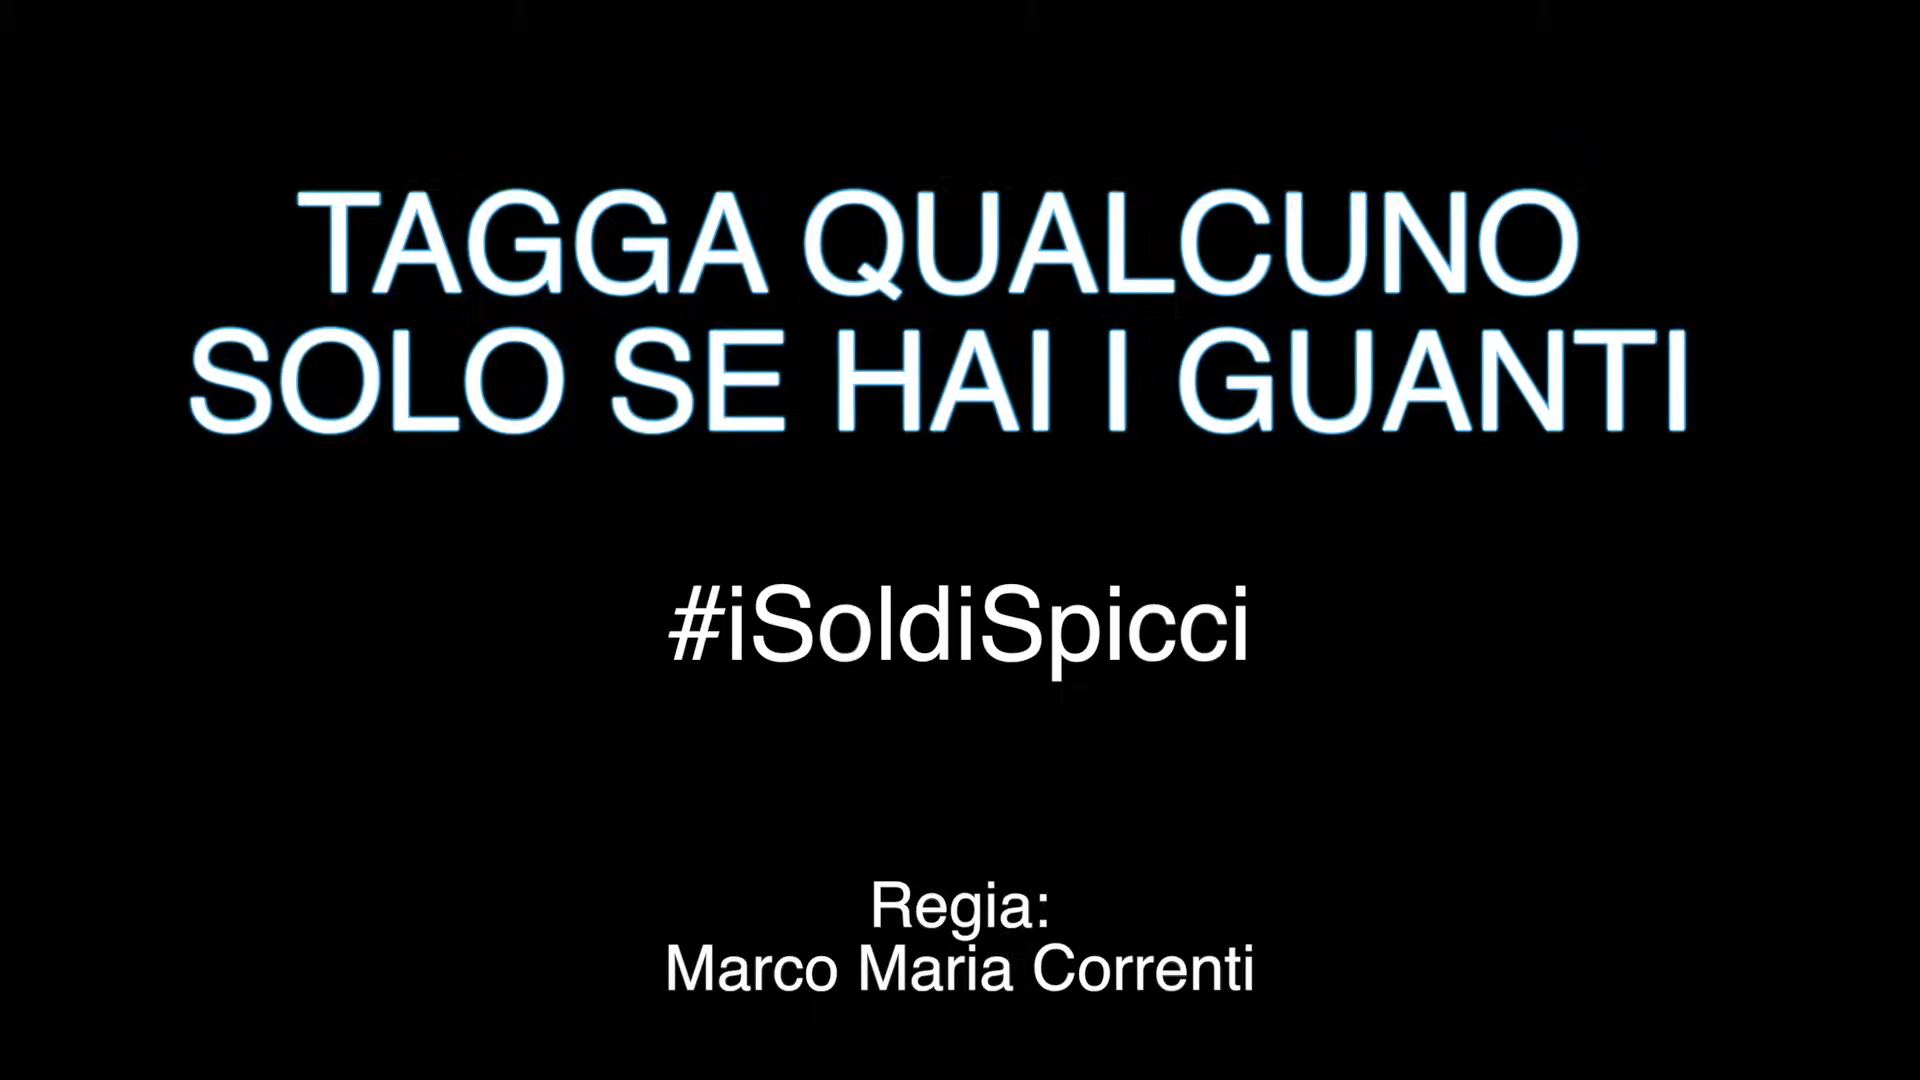 TAGGA QUALCUNO
SOLO SE HAI I GUANTI
#iSoldiSpicci
Regia:
Marco Maria Correnti